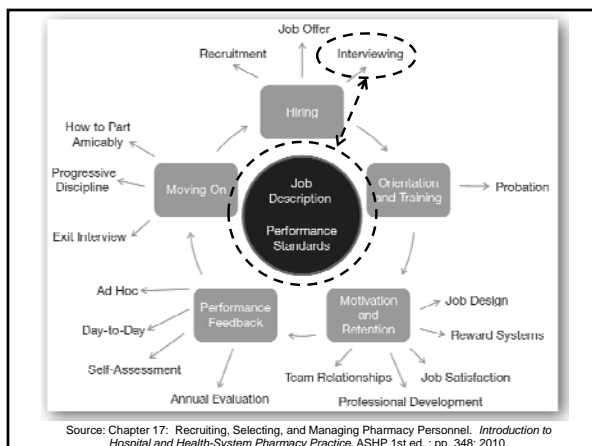 Job Offer
Recruitment
Interviewing
Hiring
How to Part
Amicably
Progressive
Discipline
Exit Interview
Moving On
Job
Description
Performance
Standards
Orientation
and Training
Probation
Ad Hoc
Day-to-Day
Self-Assessment
Annual Evaluation
Performance
Feedback
Motivation
and
Retention
Job Design
Reward Systems
Job Satisfaction
Team Relationships
Professional Development
Source: Chapter 17: Recruiting, Selecting, and Managing Pharmacy Personnel. Introduction to
Hospital and Health-System Pharmacy Practice. ASHP 1st ed. : pp. 348; 2010.